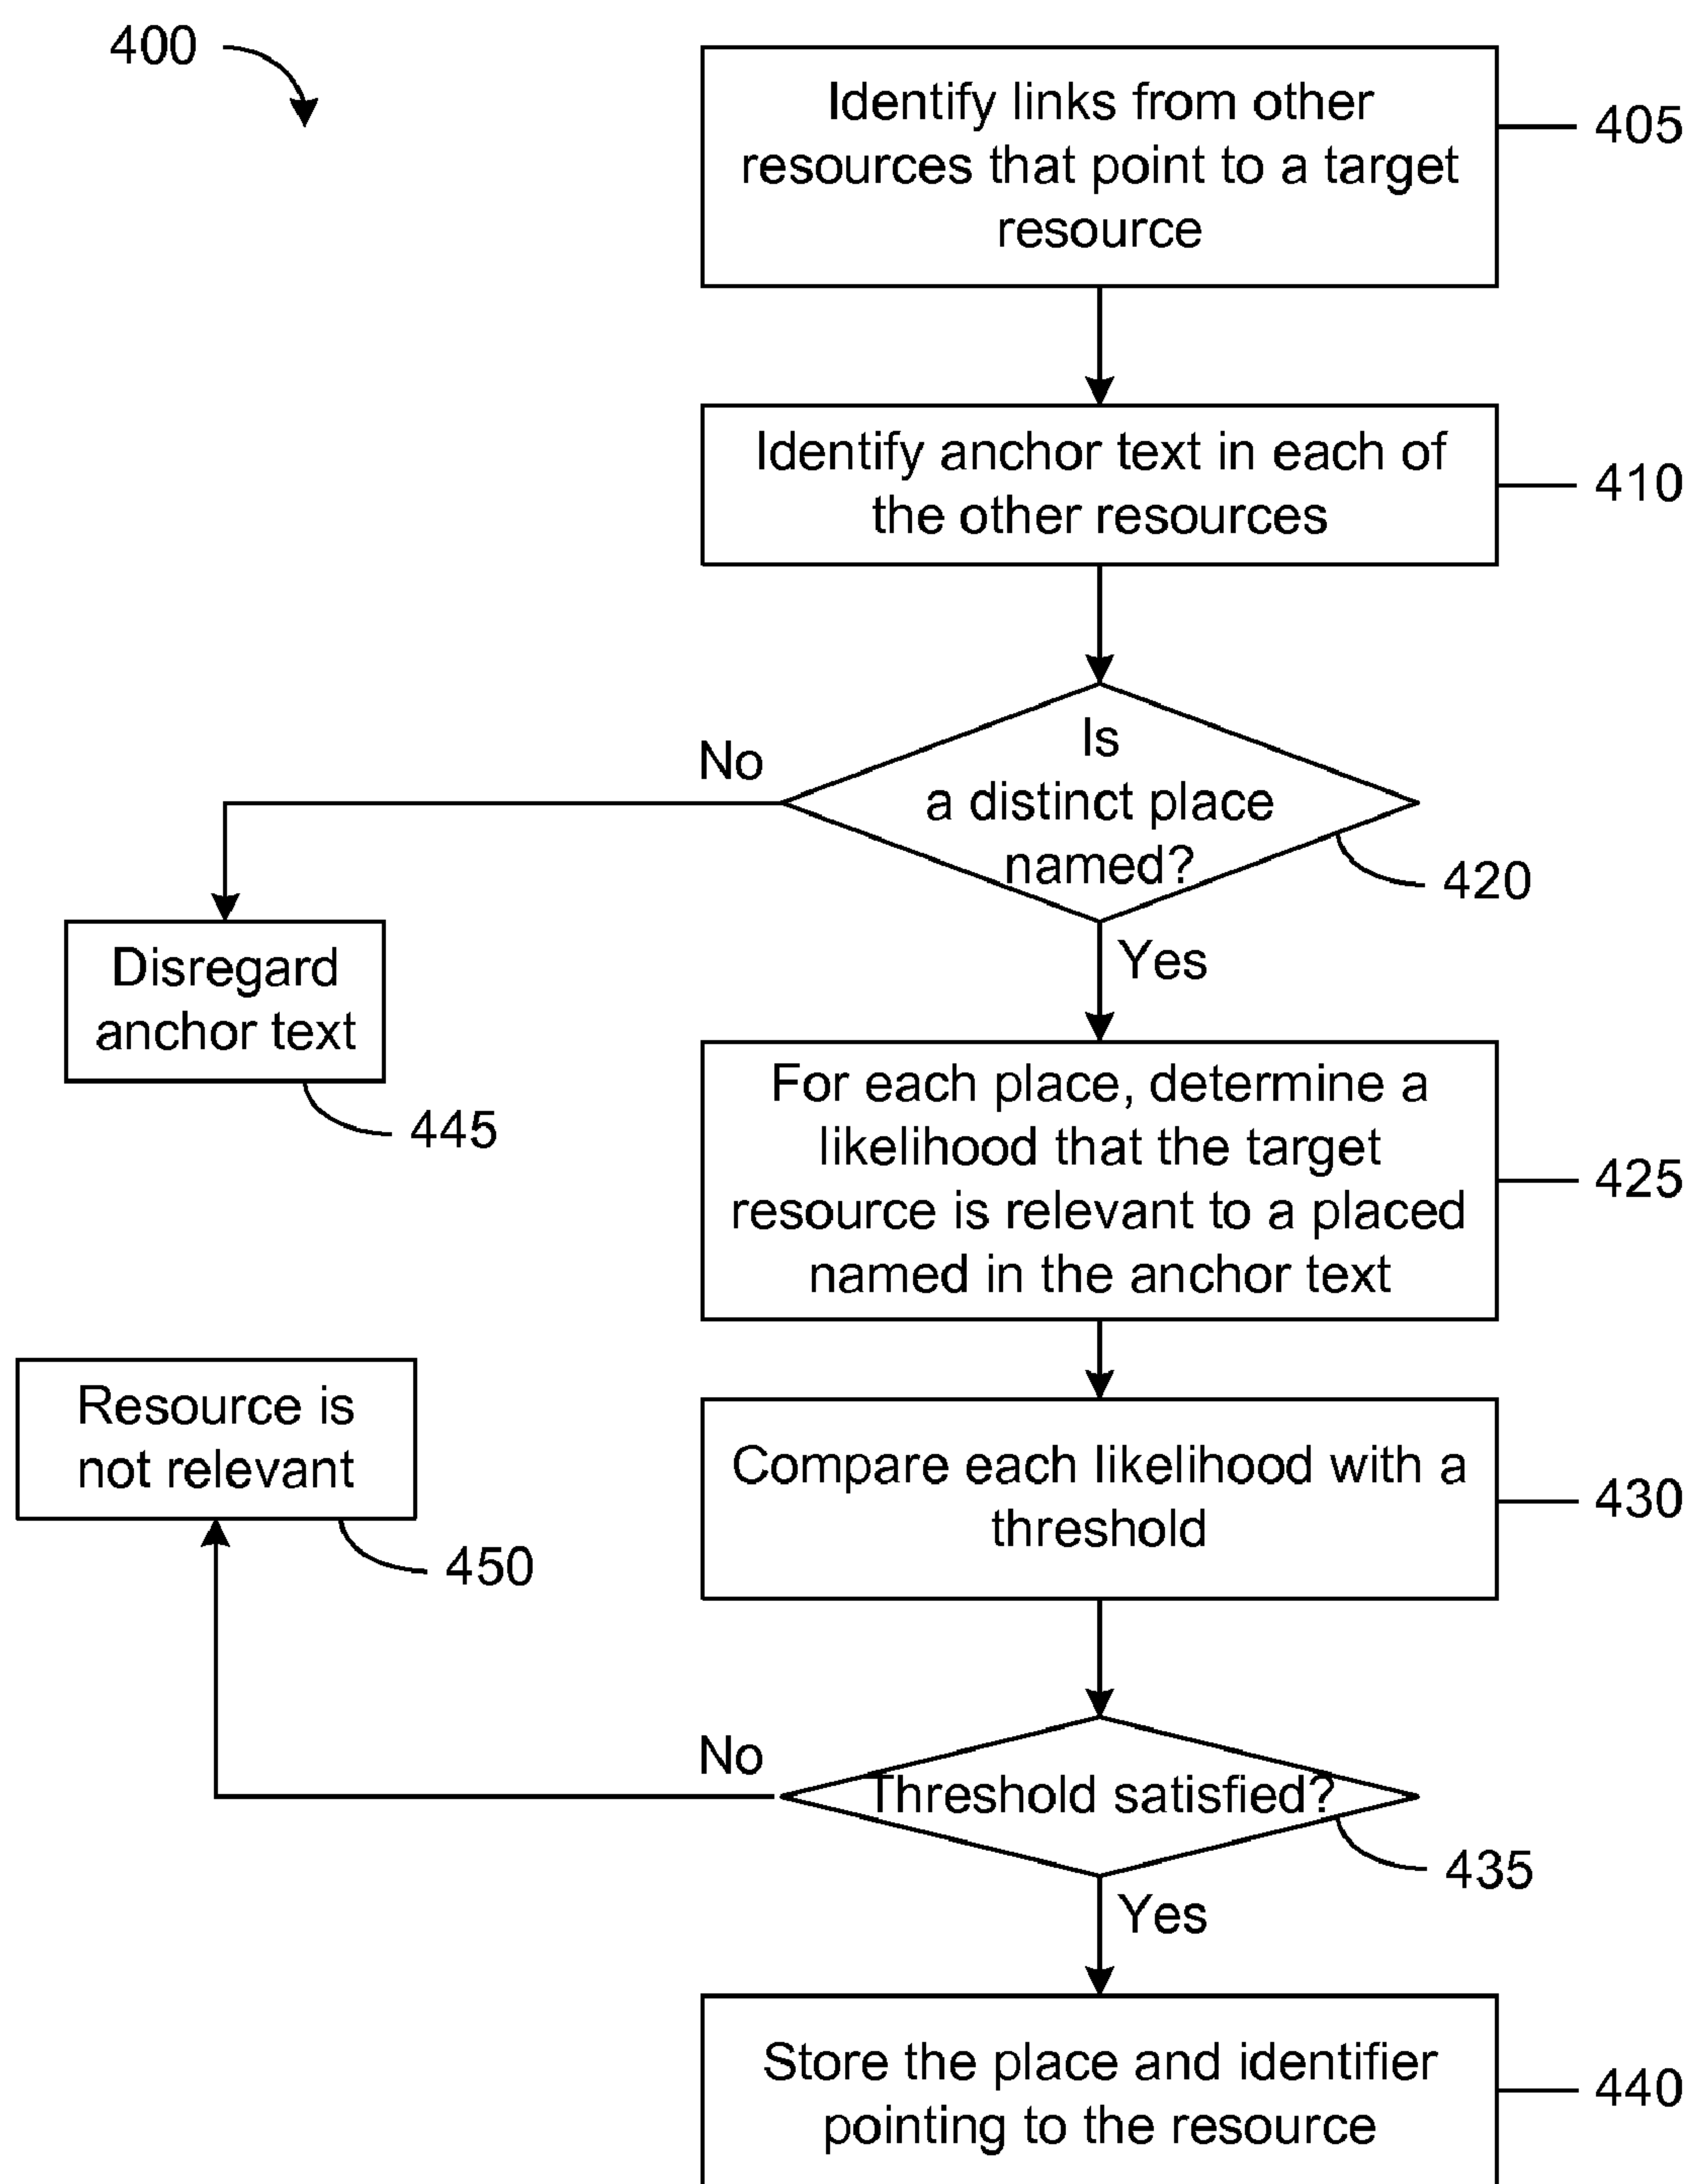 400
Identify links from other
resources that point to a target
resource
405
Identify anchor text in each of
the other resources
410
Is
a distinct place
named?
420
No
Yes
Disregard
anchor text
445
For each place, determine a
likelihood that the target
resource is relevant to a placed
named in the anchor text
425
Compare each likelihood with a
threshold
430
Resource is
not relevant
450
Threshold satisfied?
435
No
Yes
Store the place and identifier
pointing to the resource
440